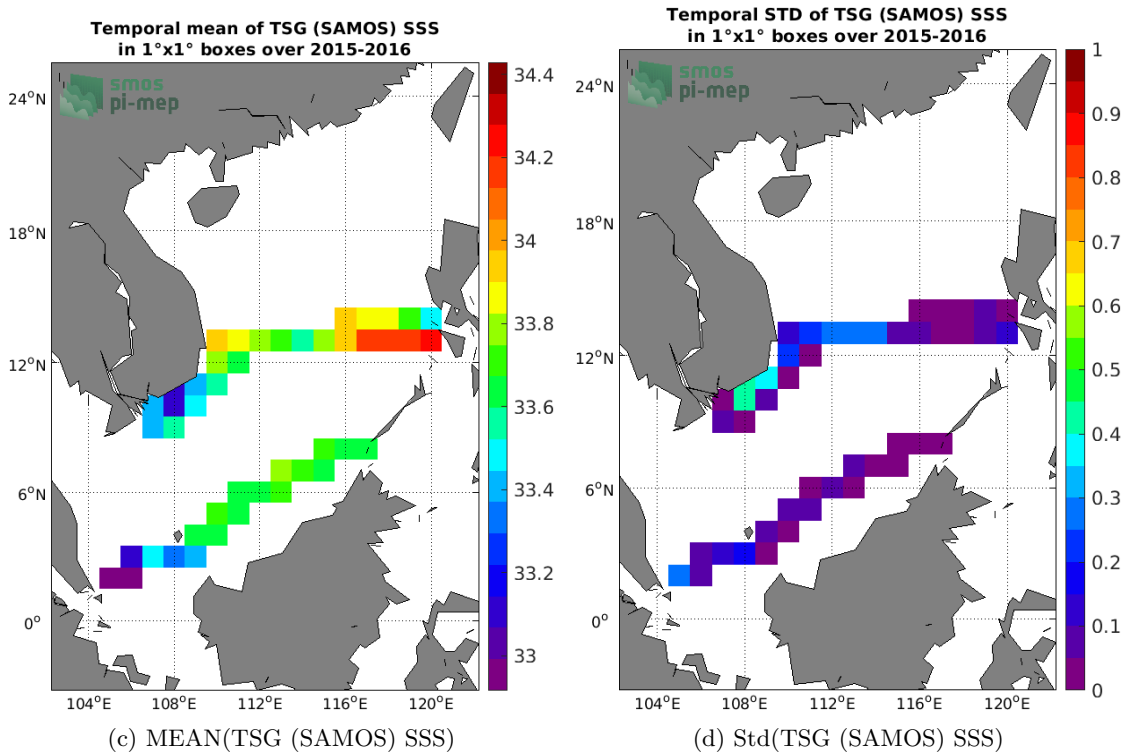 Temporal mean of TSG (SAMOS) SSS
in 1°x1° boxes over 2015-2016
smos
pi-mep
24°N
18°N
12°N
6°N
0°
104°E
108°E
112°E
116°E
120°E
34.4
34.2
34
33.8
33.6
33.4
33.2
33
(c) MEAN(TSG (SAMOS) SSS)
Temporal STD of TSG (SAMOS) SSS
in 1°x1° boxes over 2015-2016
smos
pi-mep
24°N
18°N
12°N
6°N
0°
104°E
108°E
112°E
116°E
120°E
1
0.9
0.8
0.7
0.6
0.5
0.4
0.3
0.2
0.1
0
(d) Std(TSG (SAMOS) SSS)